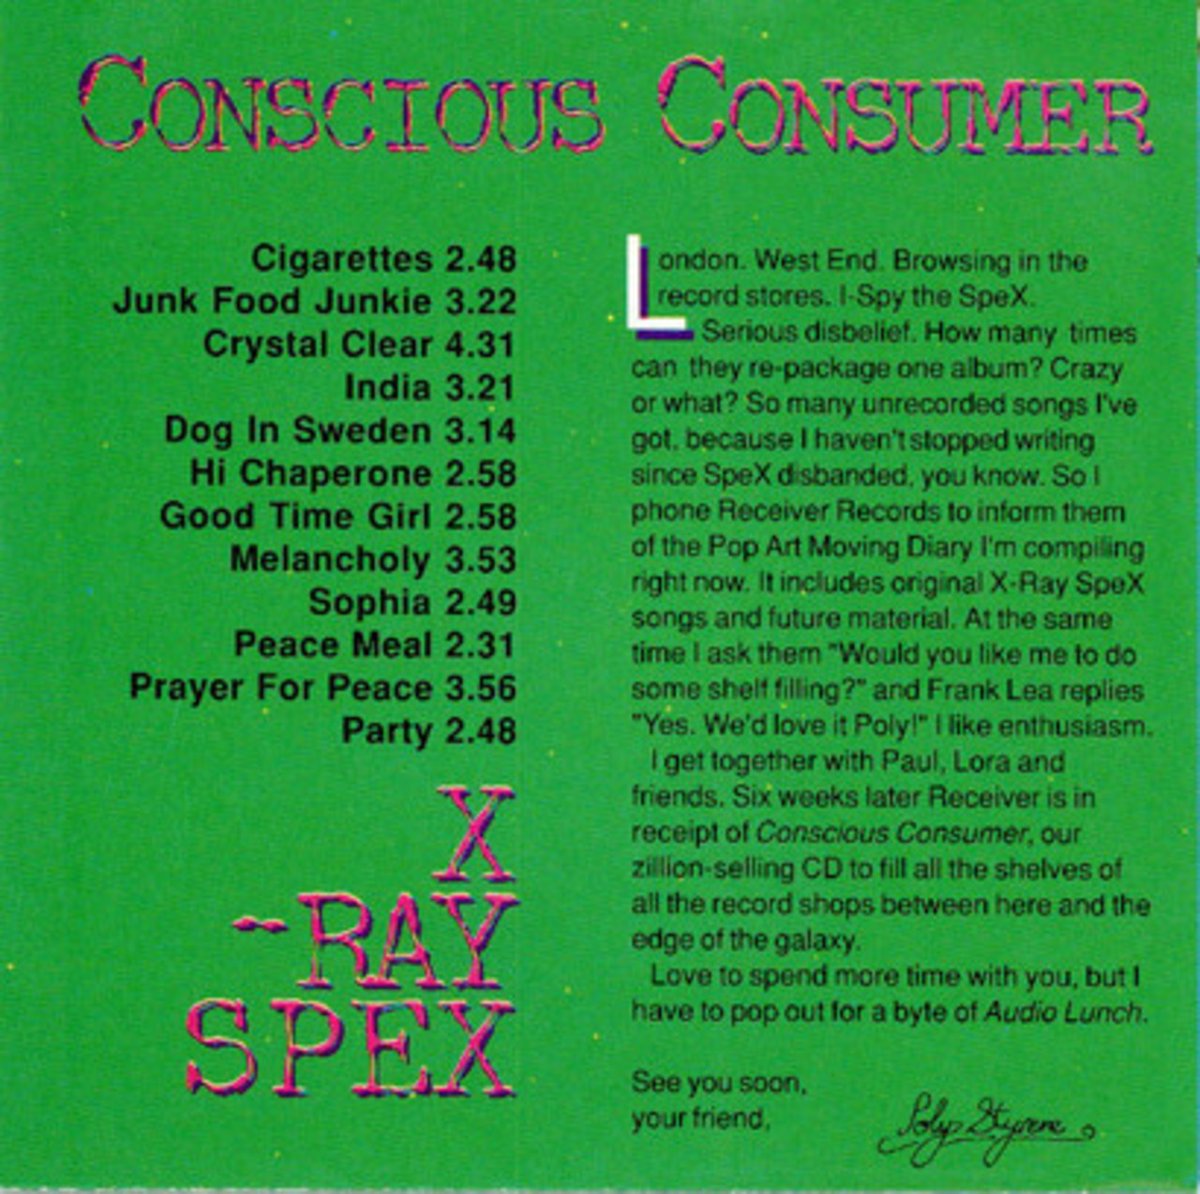 CONSCIOUS CONSUMER
Cigarettes 2.48
Junk Food Junkie 3.22
Crystal Clear 4.31
India 3.21
Dog In Sweden 3.14
Hi Chaperone 2.58
Good Time Girl 2.58
Melancholy 3.53
Sophia 2.49
Peace Meal 2.31
Prayer For Peace 3.56
Party 2.48
X
~RAY
SPEX
London. West End. Browsing in the
record stores. I-Spy the SpeX.
Serious disbelief. How many times
can they re-package one album? Crazy
or what? So many unrecorded songs I've
got, because I haven't stopped writing
since SpeX disbanded, you know. So I
phone Receiver Records to inform them
of the Pop Art Moving Diary I'm compiling
right now. It includes original X-Ray SpeX
songs and future material. At the same
time I ask them "Would you like me to do
some shelf filling?" and Frank Lea replies
"Yes. We'd love it Poly!" I like enthusiasm.
I get together with Paul, Lora and
friends. Six weeks later Receiver is in
receipt of Conscious Consumer, our
zillion-selling CD to fill all the shelves of
all the record shops between here and the
edge of the galaxy.
Love to spend more time with you, but I
have to pop out for a byte of Audio Lunch.
See you soon,
your friend,
Poly Styrene